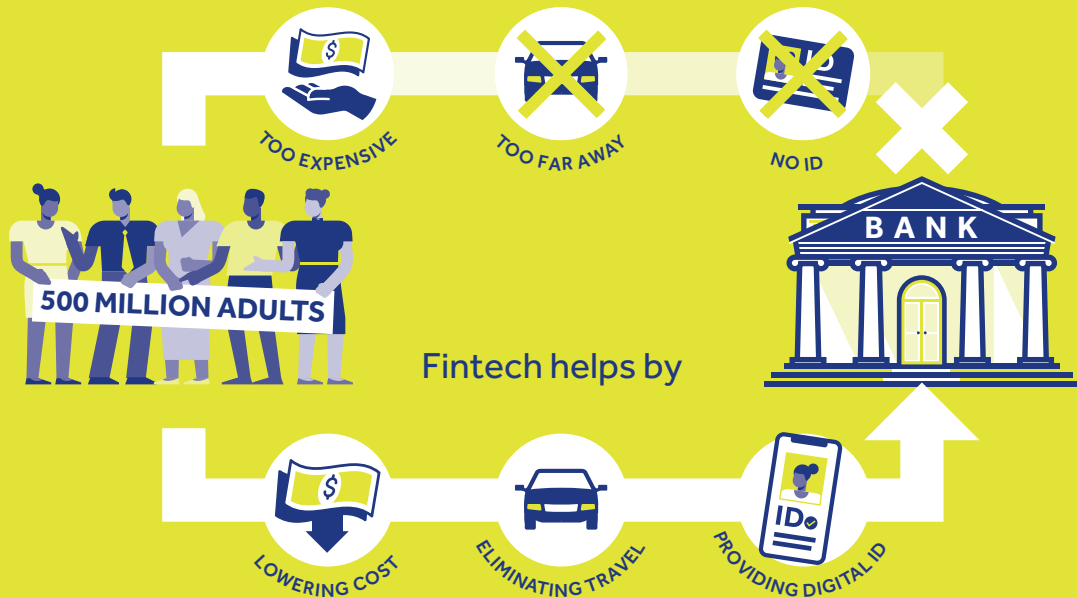 $
ID
TOO EXPENSIVE
TOO FAR AWAY
NO ID
BANK
500 MILLION ADULTS
Fintech helps by
$
ID
LOWERING COST
ELIMINATING TRAVEL
PROVIDING DIGITAL ID